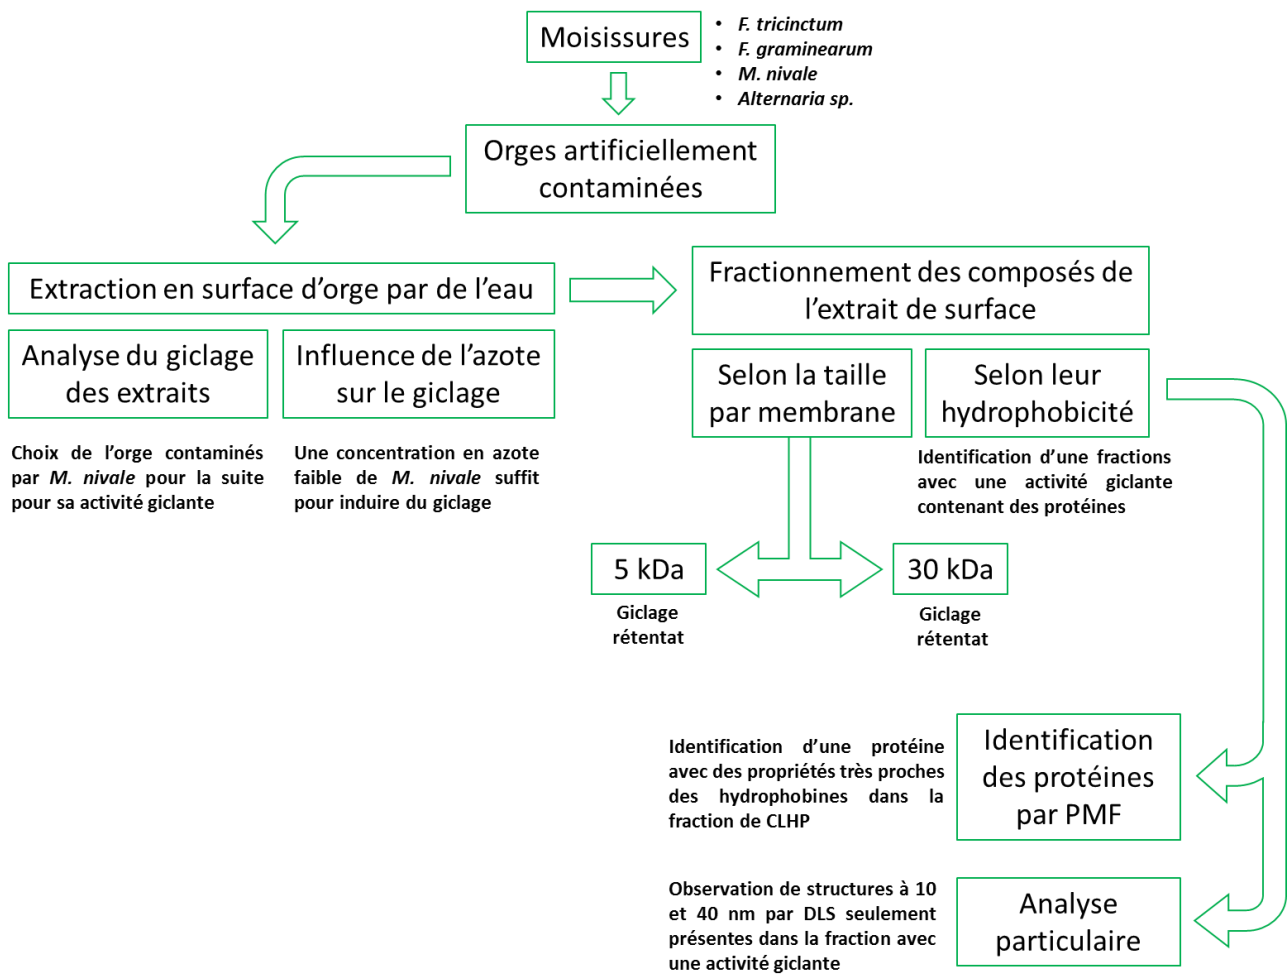 Moisissures
• F. tricinctum
• F. graminearum
• M. nivale
• Alternaria sp.
Orges artificiellement
contaminées
Extraction en surface d’orge par de l’eau
Analyse du giclage
des extraits
Influence de l’azote
sur le giclage
Choix de l’orge contaminés
par M. nivale pour la suite
pour sa activité giclante
Une concentration en azote
faible de M. nivale suffit
pour induire du giclage
Fractionnement des composés de
l’extrait de surface
Selon la taille
par membrane
Selon leur
hydrophobicité
Identification d’une fractions
avec une activité giclante
contenant des protéines
5 kDa
Giclage
rétentat
30 kDa
Giclage
rétentat
Identification d’une protéine
avec des propriétés très proches
des hydrophobines dans la
fraction de CLHP
Identification
des protéines
par PMF
Observation de structures à 10
et 40 nm par DLS seulement
présentes dans la fraction avec
une activité giclante
Analyse
particulaire